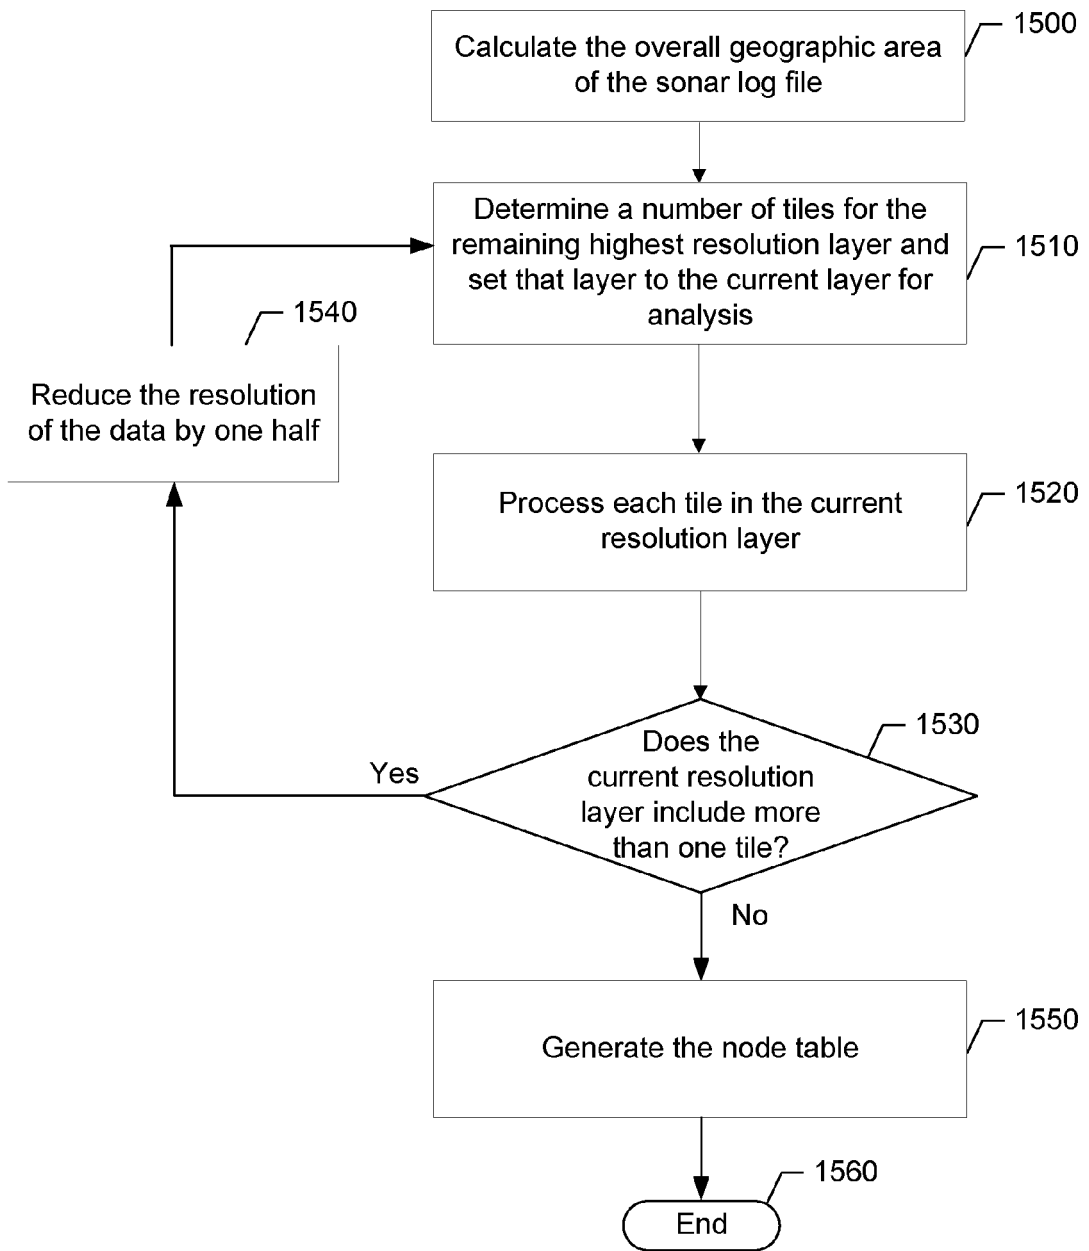 1500
Calculate the overall geographic area
of the sonar log file
Determine a number of tiles for the
remaining highest resolution layer and
set that layer to the current layer for
analysis
1510
1540
Reduce the resolution
of the data by one half
Process each tile in the current
resolution layer
1520
1530
Does the
current resolution
layer include more
than one tile?
Yes
No
1550
Generate the node table
1560
End